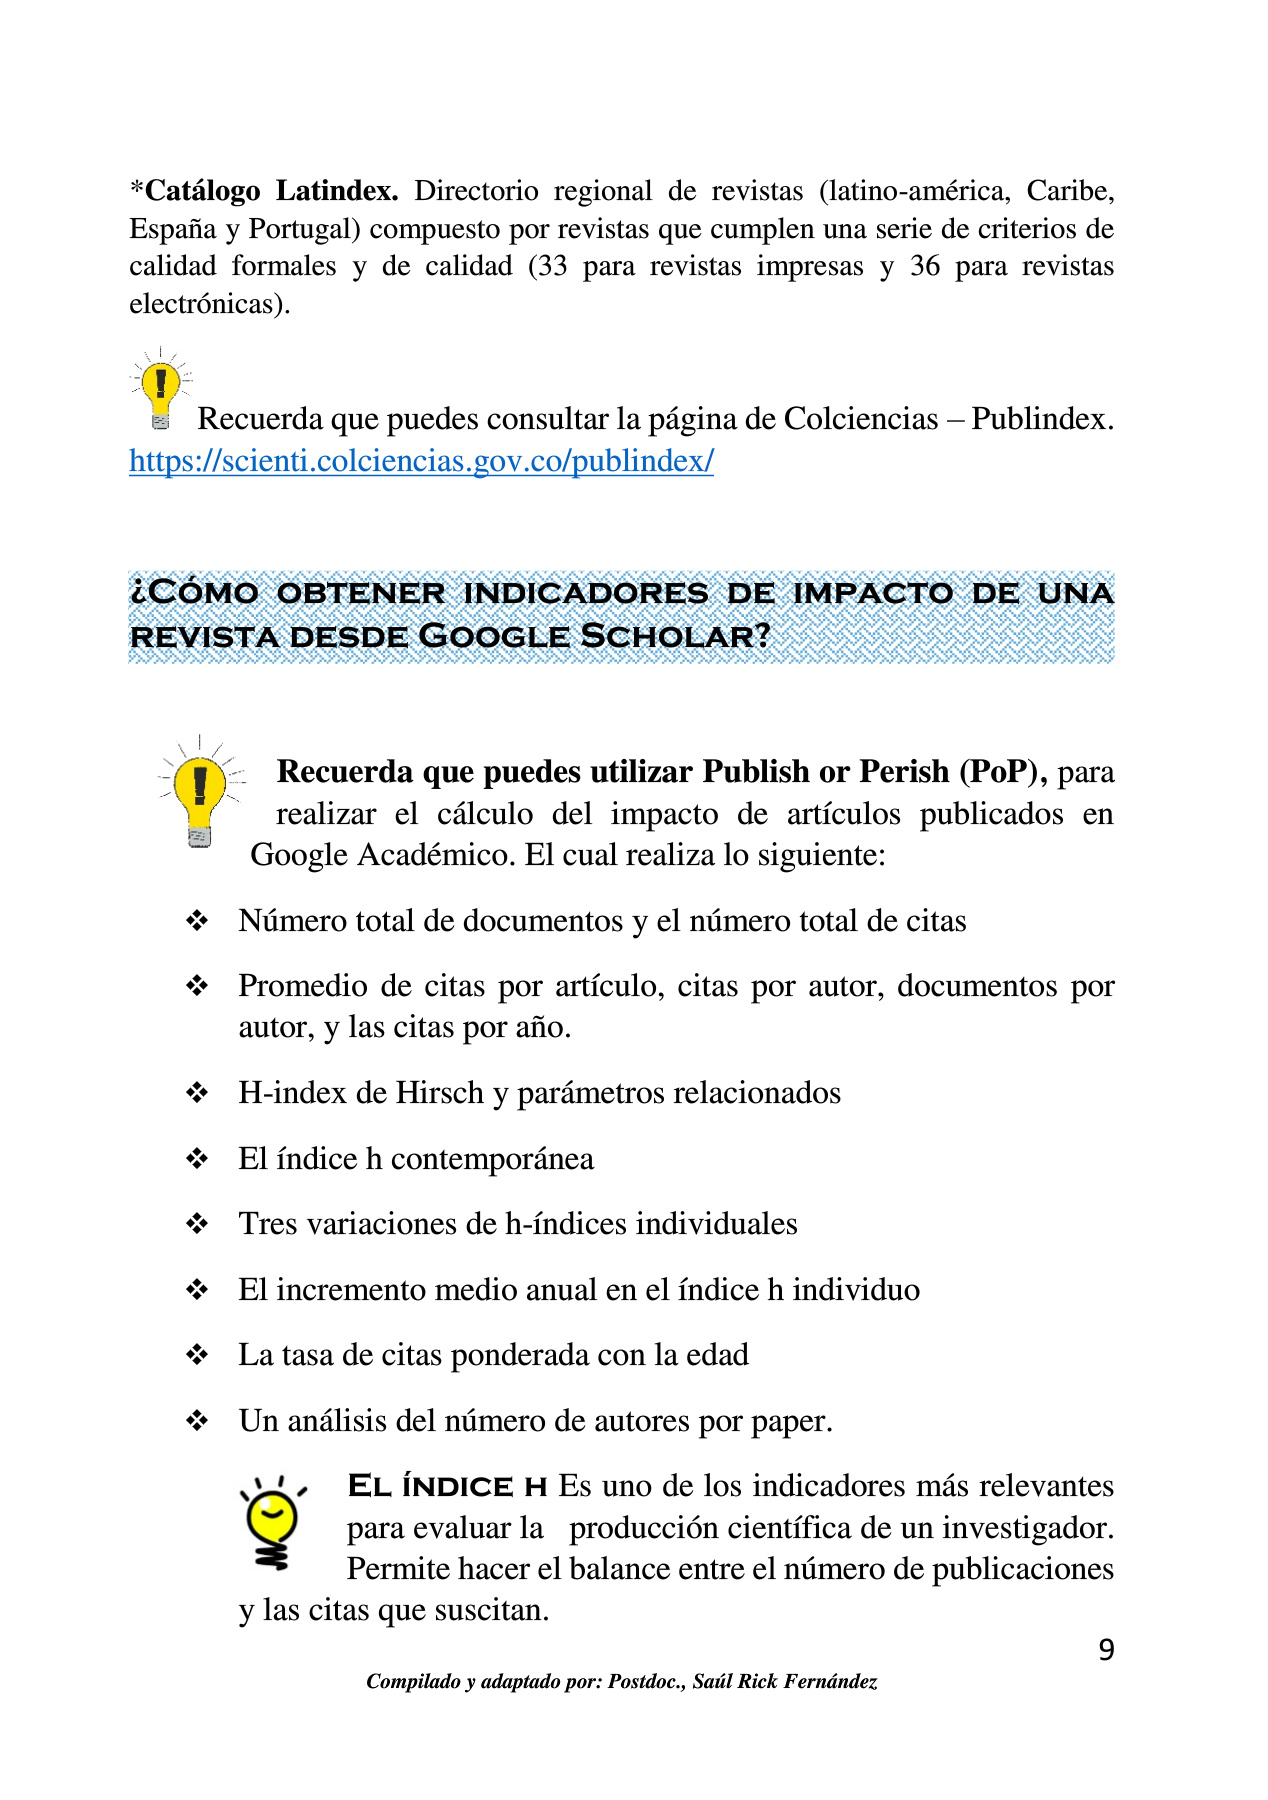 *Catálogo Latindex. Directorio regional de revistas (latino-américa, Caribe,
España y Portugal) compuesto por revistas que cumplen una serie de criterios de
calidad formales y de calidad (33 para revistas impresas y 36 para revistas
electrónicas).
Recuerda que puedes consultar la página de Colciencias – Publindex.
https://scienti.colciencias.gov.co/publindex/
¿Cómo obtener indicadores de impacto de una
revista desde Google Scholar?
Recuerda que puedes utilizar Publish or Perish (PoP), para
realizar el cálculo del impacto de artículos publicados en
Google Académico. El cual realiza lo siguiente:
❖ Número total de documentos y el número total de citas
❖ Promedio de citas por artículo, citas por autor, documentos por
autor, y las citas por año.
❖ H-index de Hirsch y parámetros relacionados
❖ El índice h contemporánea
❖ Tres variaciones de h-índices individuales
❖ El incremento medio anual en el índice h individuo
❖ La tasa de citas ponderada con la edad
❖ Un análisis del número de autores por paper.
El índice h Es uno de los indicadores más relevantes
para evaluar la producción científica de un investigador.
Permite hacer el balance entre el número de publicaciones
y las citas que suscitan.
9
Compilado y adaptado por: Postdoc., Saúl Rick Fernández